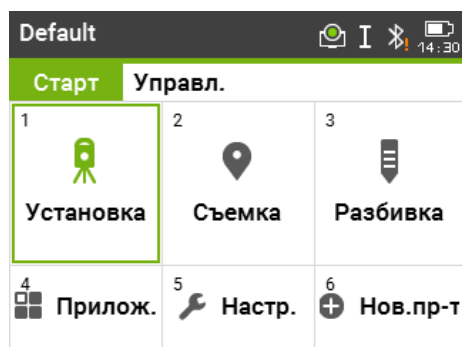 Default
14:30
Старт Управл.
1 2 3
Установка Съемка Разбивка
4 Прилож. 5 Настр. 6 Нов.пр-т